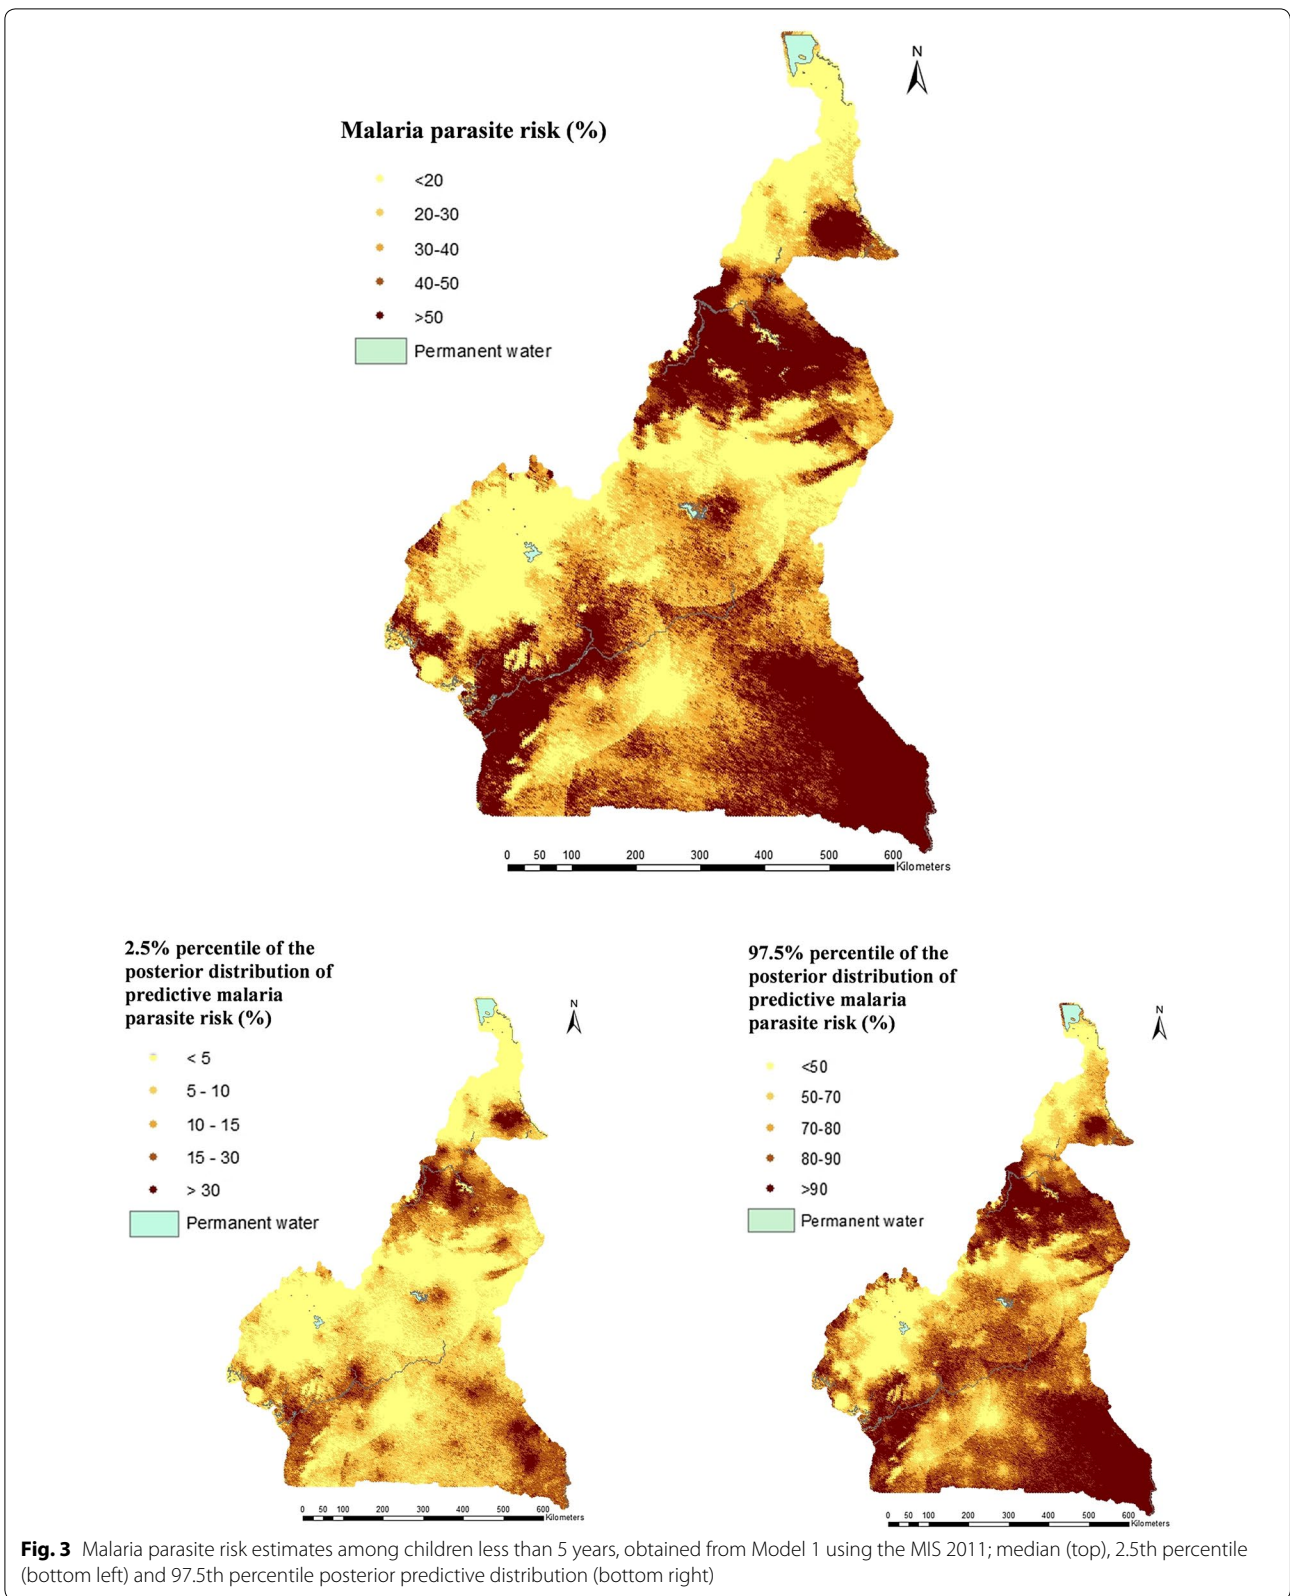 N
Malaria parasite risk (%)
<20
20-30
30-40
40-50
>50
Permanent water
0 50 100 200 300 400 500 600
Kilometers
2.5% percentile of the
posterior distribution of
predictive malaria
parasite risk (%)
N
< 5
5 - 10
10 - 15
15 - 30
> 30
Permanent water
0 50 100 200 300 400 500 600
Kilometers
97.5% percentile of the
posterior distribution of
predictive malaria
parasite risk (%)
N
<50
50-70
70-80
80-90
>90
Permanent water
0 50 100 200 300 400 500 600
Kilometers
Fig. 3 Malaria parasite risk estimates among children less than 5 years, obtained from Model 1 using the MIS 2011; median (top), 2.5th percentile
(bottom left) and 97.5th percentile posterior predictive distribution (bottom right)